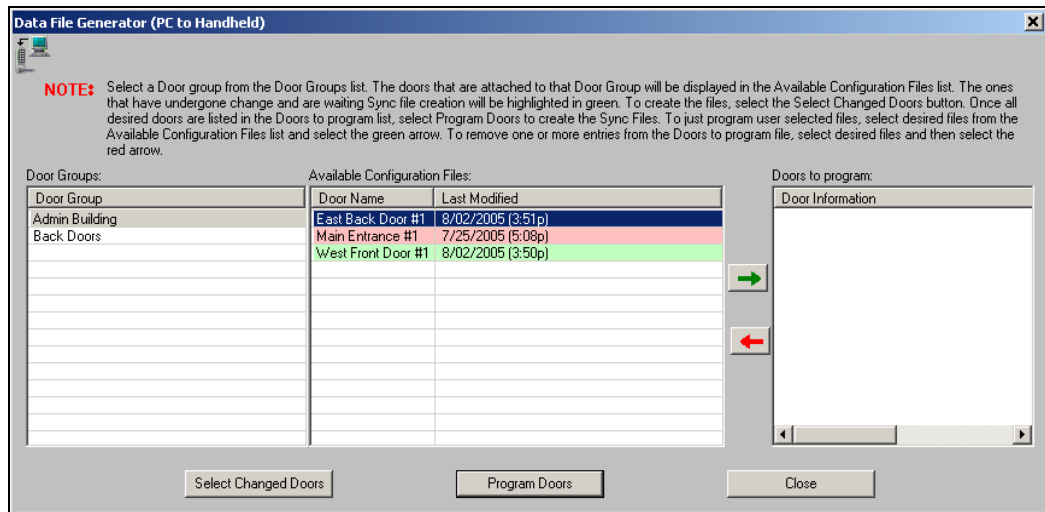 Data File Generator (PC to Handheld)
NOTE: Select a Door group from the Door Groups list. The doors that are attached to that Door Group will be displayed in the Available Configuration Files list. The ones
that have undergone change and are waiting Sync file creation will be highlighted in green. To create the files, select the Select Changed Doors button. Once all
desired doors are listed in the Doors to program list, select Program Doors to create the Sync Files. To just program user selected files, select desired files from the
Available Configuration Files list and select the green arrow. To remove one or more entries from the Doors to program file, select desired files and then select the
red arrow.
Door Groups: Available Configuration Files: Doors to program:
Door Group Door Name Last Modified Door Information
Admin Building East Back Door #1 8/02/2005 (3:51p)
Back Doors Main Entrance #1 7/25/2005 (5:08p)
West Front Door #1 8/02/2005 (3:50p)
Select Changed Doors Program Doors Close